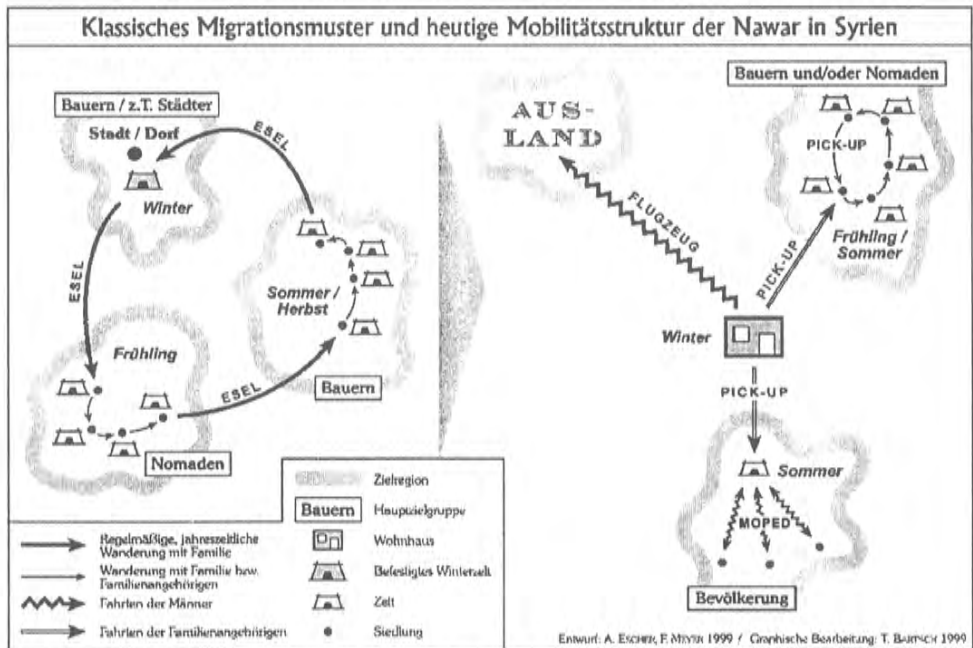 Klassisches Migrationsmuster und heutige Mobilitätsstruktur der Nawar in Syrien
Bauern / z.T. Städter
Stadt / Dorf
Winter
ESEL
ESEL
Frühling
Nomaden
ESEL
Sommer /
Herbst
Bauern
AUS-
LAND
FLUGZEUG
Bauern und/oder Nomaden
PICK-UP
Frühling /
Sommer
PICK-UP
Winter
PICK-UP
Sommer
MOPED
Bevölkerung
Regelmäßige, jahreszeitliche
Wanderung mit Familie
Wanderung mit Familie bzw.
Familienangehörigen
Fahrten der Männer
Fahrten der Familienangehörigen
Zielregion
Bauern
Hauptzielgruppe
Wohnhaus
Befestigtes Winterzelt
Zelt
Siedlung
Entwurf: A. ESCHER, F. MEYER 1999 / Graphische Bearbeitung: T. BARTSCH 1999